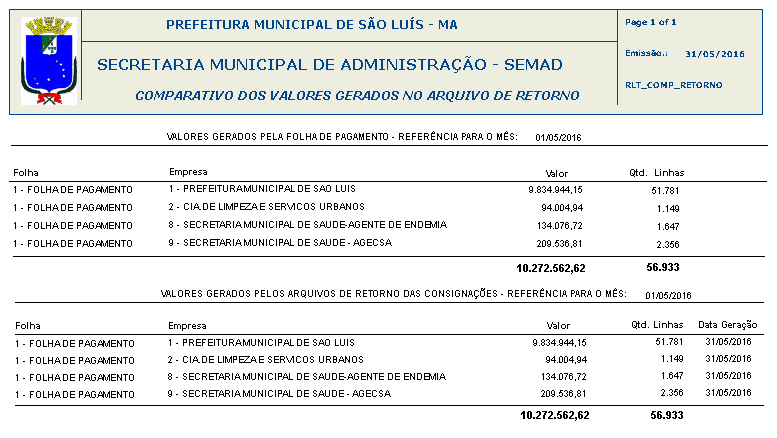 PREFEITURA MUNICIPAL DE SÃO LUÍS - MA
Page 1 of 1
Emissão.: 31/05/2016
SECRETARIA MUNICIPAL DE ADMINISTRAÇÃO - SEMAD
RLT_COMP_RETORNO
COMPARATIVO DOS VALORES GERADOS NO ARQUIVO DE RETORNO
VALORES GERADOS PELA FOLHA DE PAGAMENTO - REFERÊNCIA PARA O MÊS: 01/05/2016
Folha Empresa Valor Qtd. Linhas
1 - FOLHA DE PAGAMENTO 1 - PREFEITURA MUNICIPAL DE SAO LUIS 9.834.944,15 51.781
1 - FOLHA DE PAGAMENTO 2 - CIA.DE LIMPEZA E SERVICOS URBANOS 94.004,94 1.149
1 - FOLHA DE PAGAMENTO 8 - SECRETARIA MUNICIPAL DE SAUDE-AGENTE DE ENDEMIA 134.076,72 1.647
1 - FOLHA DE PAGAMENTO 9 - SECRETARIA MUNICIPAL DE SAUDE - AGECSA 209.536,81 2.356
10.272.562,62 56.933
VALORES GERADOS PELOS ARQUIVOS DE RETORNO DAS CONSIGNAÇÕES - REFERÊNCIA PARA O MÊS: 01/05/2016
Folha Empresa Valor Qtd. Linhas Data Geração
1 - FOLHA DE PAGAMENTO 1 - PREFEITURA MUNICIPAL DE SAO LUIS 9.834.944,15 51.781 31/05/2016
1 - FOLHA DE PAGAMENTO 2 - CIA.DE LIMPEZA E SERVICOS URBANOS 94.004,94 1.149 31/05/2016
1 - FOLHA DE PAGAMENTO 8 - SECRETARIA MUNICIPAL DE SAUDE-AGENTE DE ENDEMIA 134.076,72 1.647 31/05/2016
1 - FOLHA DE PAGAMENTO 9 - SECRETARIA MUNICIPAL DE SAUDE - AGECSA 209.536,81 2.356 31/05/2016
10.272.562,62 56.933